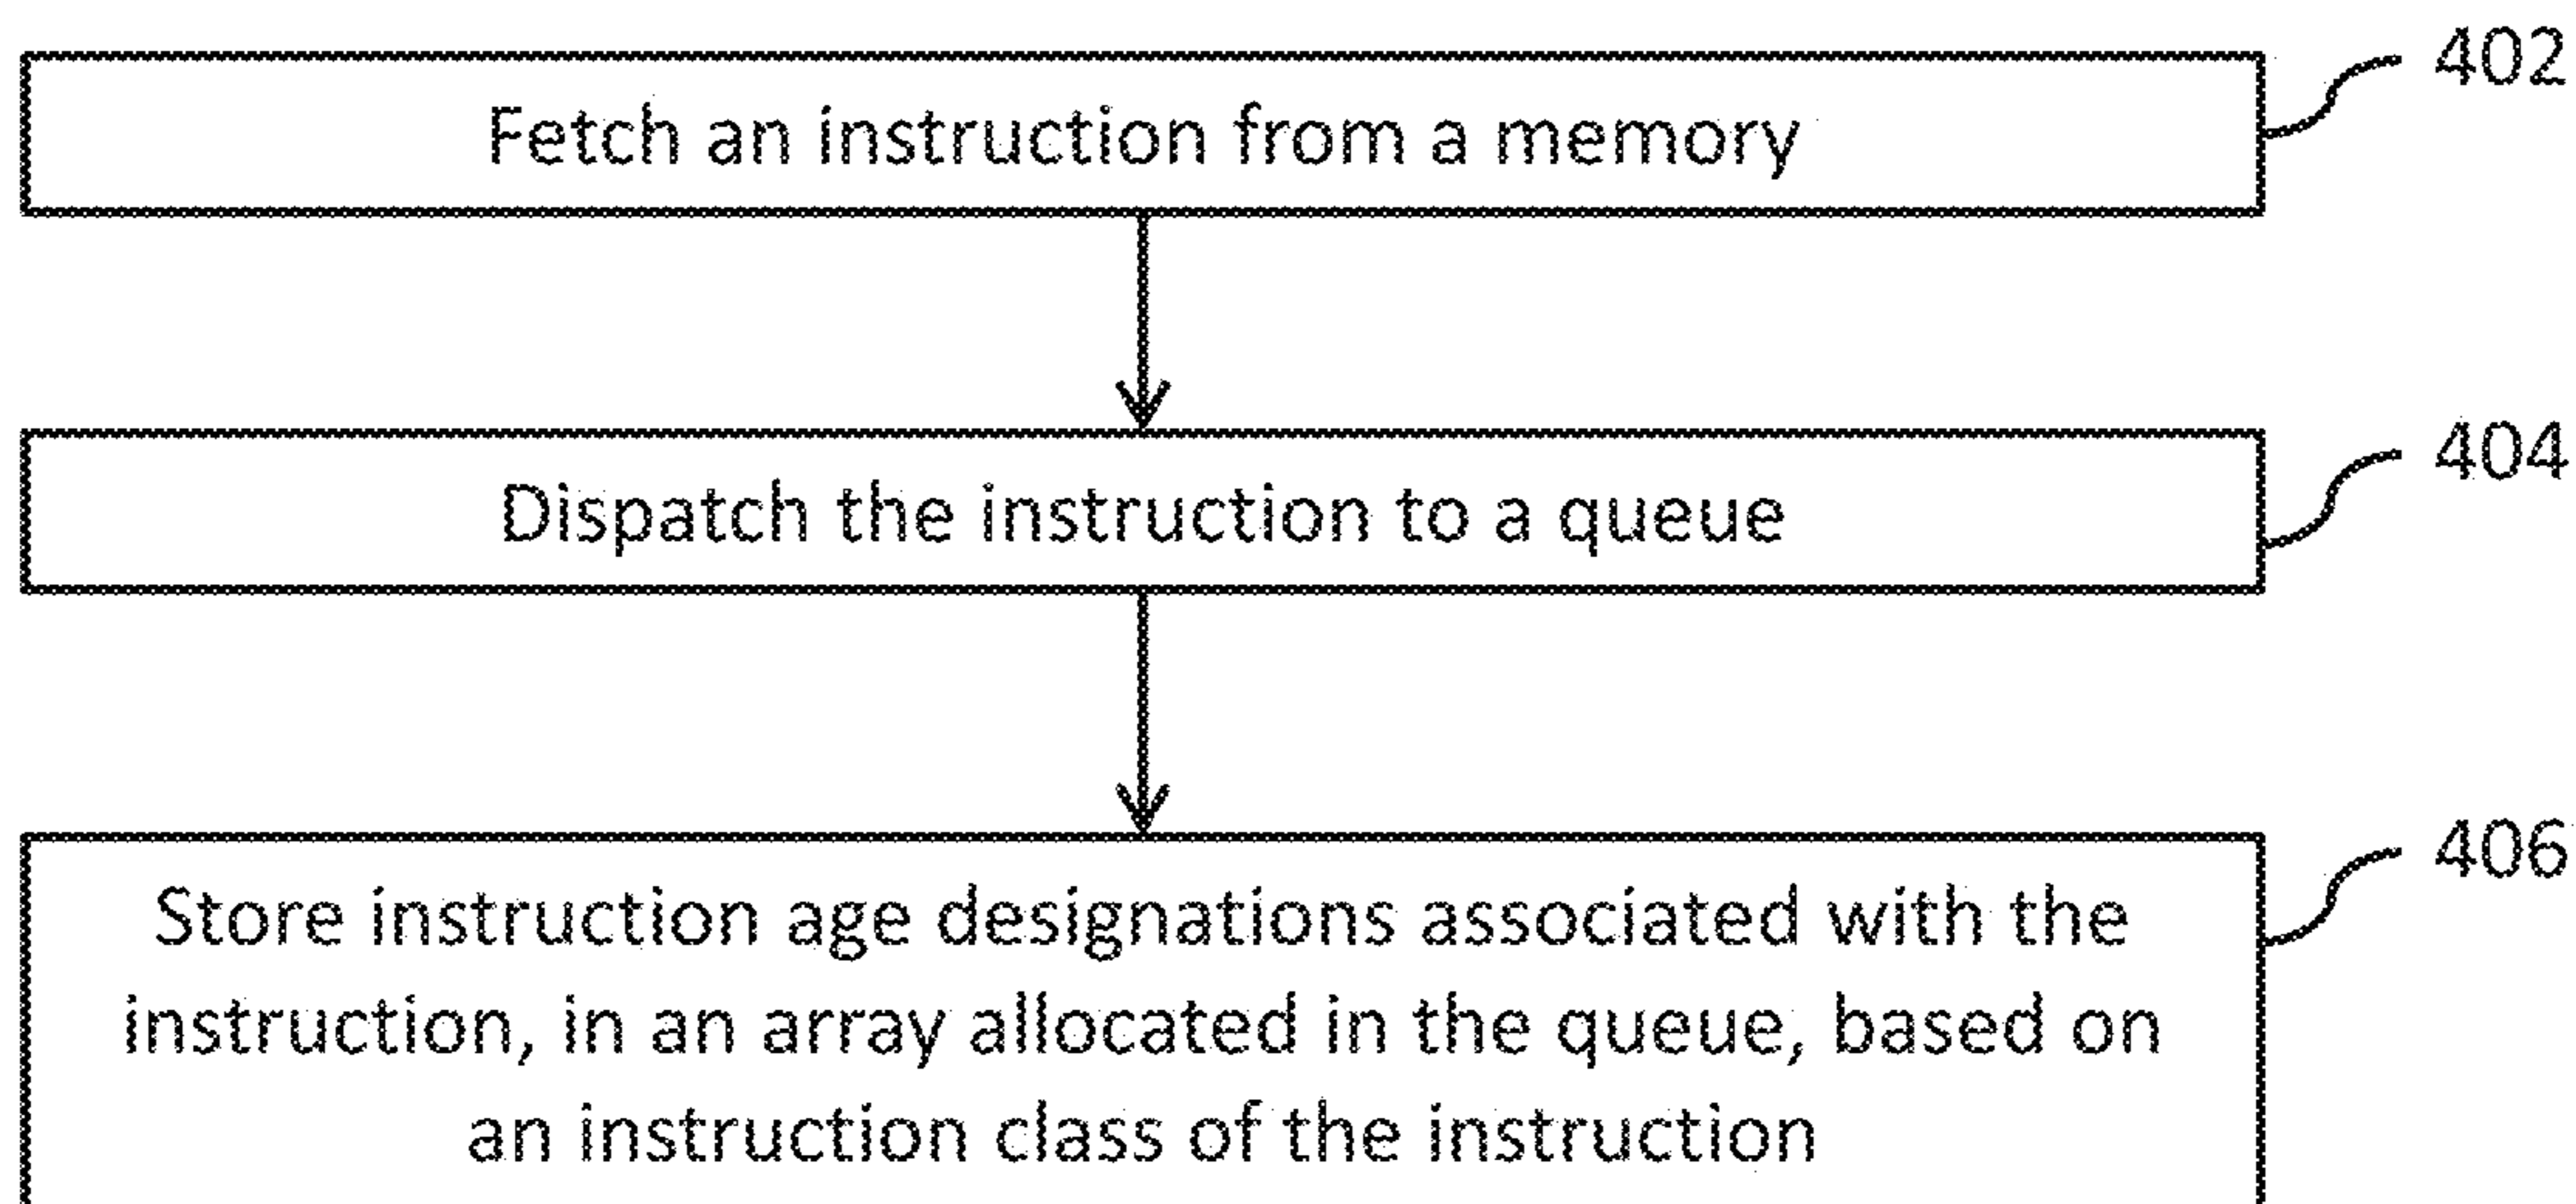 402
Fetch an instruction from a memory
404
Dispatch the instruction to a queue
406
Store instruction age designations associated with the
instruction, in an array allocated in the queue, based on
an instruction class of the instruction